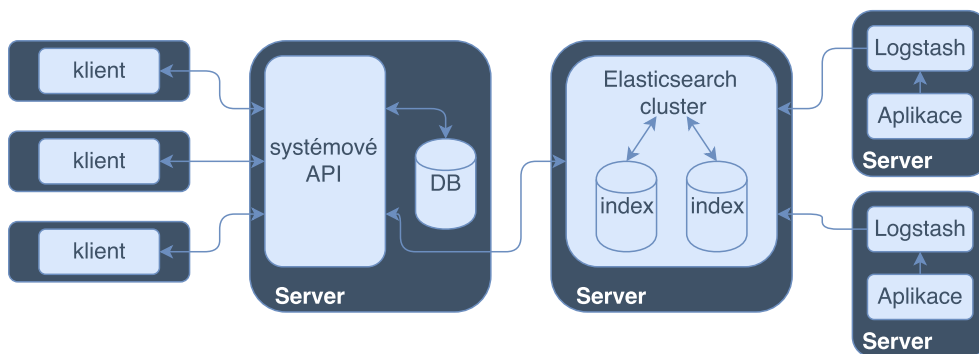 klient
klient
klient
systémové
API
DB
Server
Elasticsearch
cluster
index
index
Server
Logstash
Aplikace
Server
Logstash
Aplikace
Server